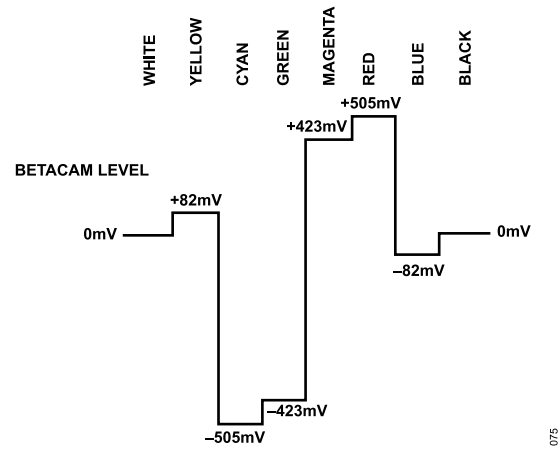 WHITE
YELLOW
CYAN
GREEN
MAGENTA
RED
BLUE
BLACK
+505mV
+423mV
BETACAM LEVEL
+82mV
0mV
0mV
–82mV
–423mV
–505mV
075